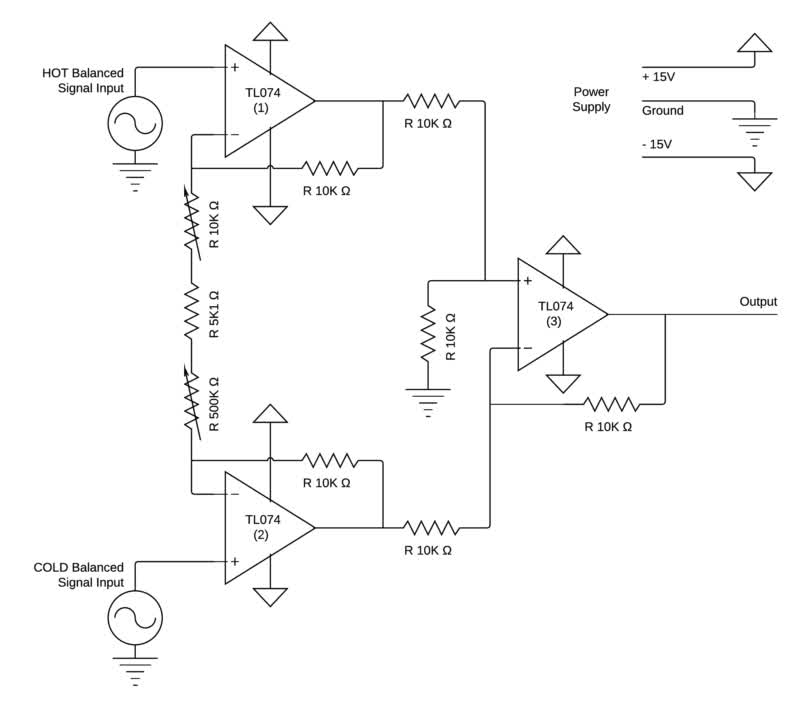 HOT Balanced
Signal Input
+
TL074
(1)
−
R 10K Ω
R 10K Ω
R 10K Ω
R 5K1 Ω
R 500K Ω
R 10K Ω
−
TL074
(2)
+
COLD Balanced
Signal Input
R 10K Ω
R 10K Ω
+
TL074
(3)
−
R 10K Ω
Output
Power
Supply
+ 15V
Ground
- 15V